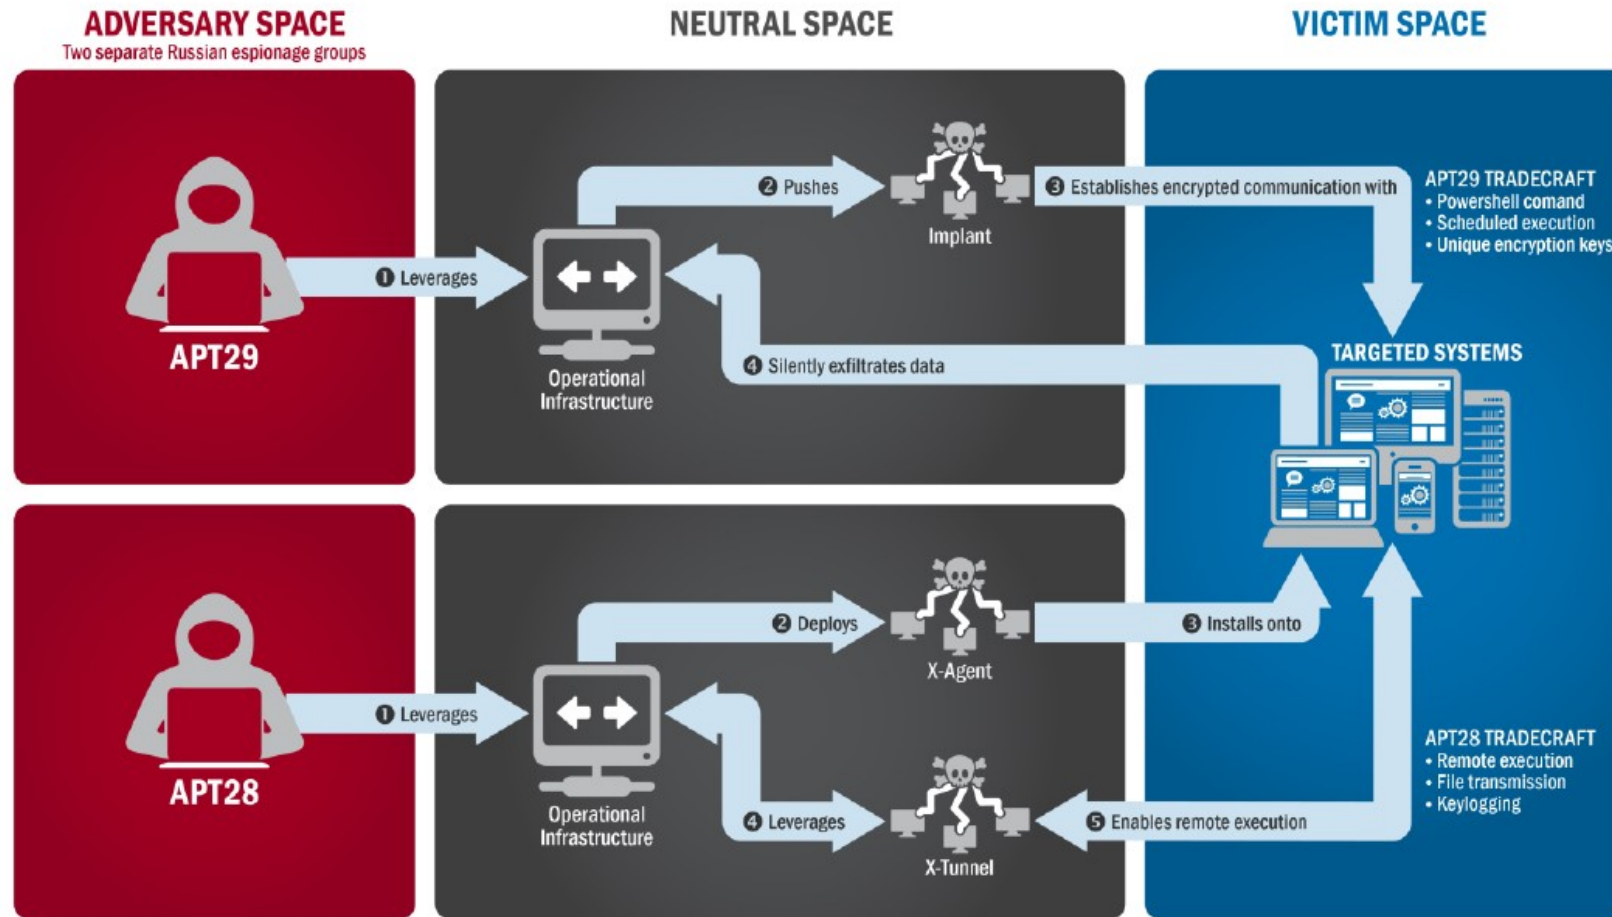 ADVERSARY SPACE
Two separate Russian espionage groups
NEUTRAL SPACE
VICTIM SPACE
❷ Pushes
Implant
❸ Establishes encrypted communication with
APT29 TRADECRAFT
• Powershell comand
• Scheduled execution
• Unique encryption keys
❶ Leverages
APT29
Operational
Infrastructure
❹ Silently exfiltrates data
TARGETED SYSTEMS
❷ Deploys
X-Agent
❸ Installs onto
❶ Leverages
APT28
Operational
Infrastructure
❹ Leverages
X-Tunnel
❺ Enables remote execution
APT28 TRADECRAFT
• Remote execution
• File transmission
• Keylogging